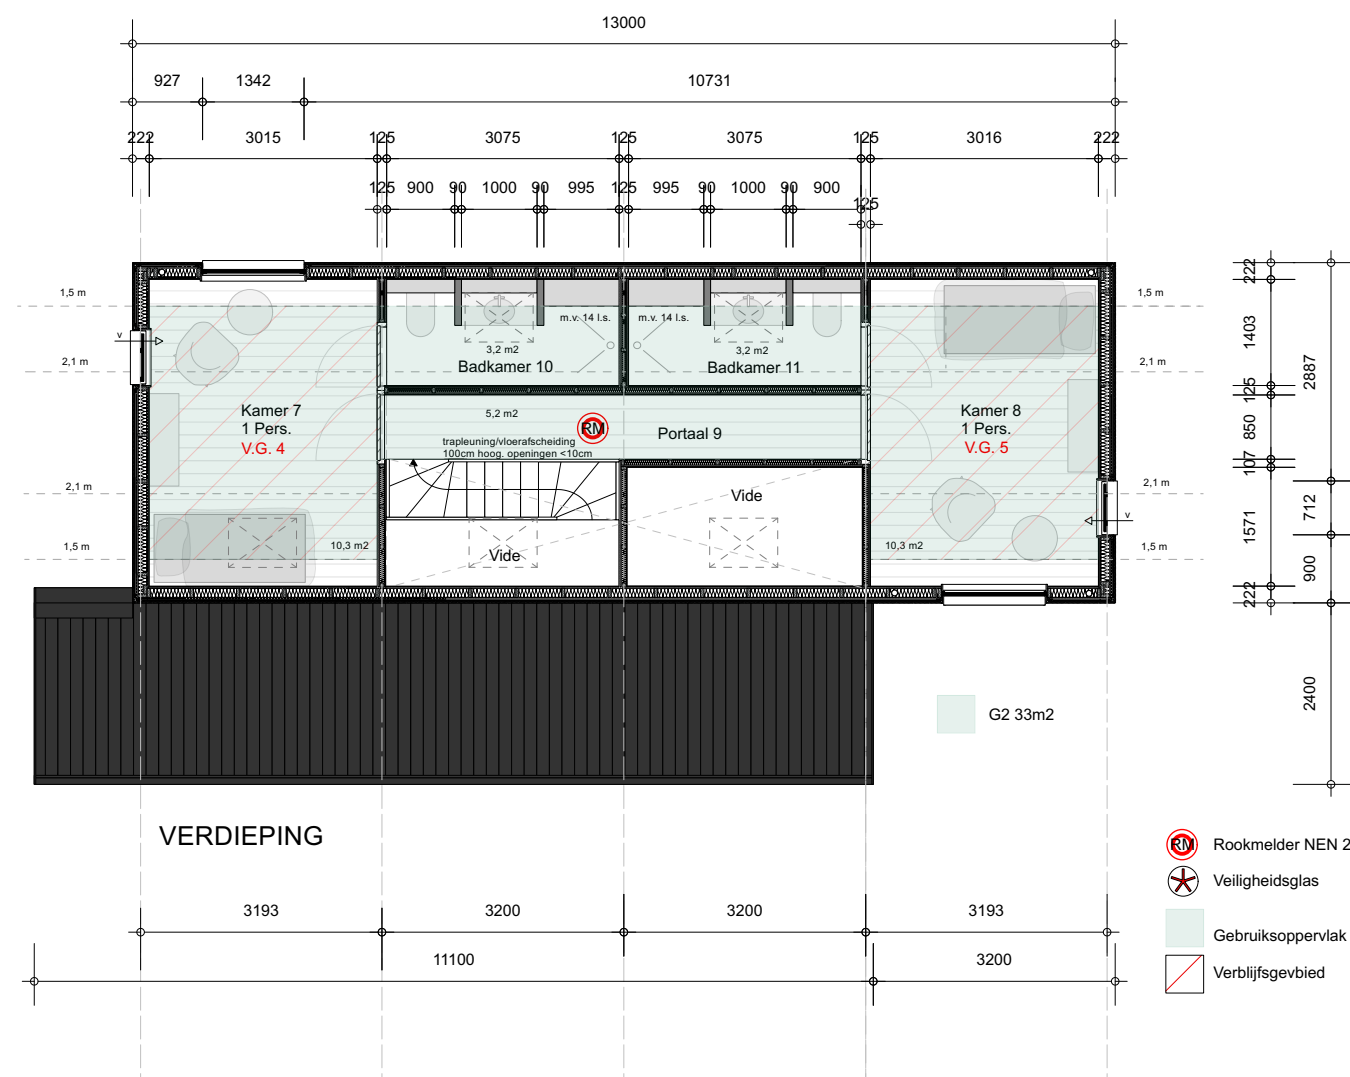 13000
927 1342 10731
222 3015 125 3075 125 3075 125 3016 222
125 900 90 1000 90 995 125 995 90 1000 90 900
125
1,5 m
1,5 m
m.v. 14 l.s.
m.v. 14 l.s.
v
3,2 m2
3,2 m2
2,1 m
2,1 m
Badkamer 10
Badkamer 11
Kamer 7
1 Pers.
V.G. 4
5,2 m2
RM
Portaal 9
trapleuning/vloerafscheiding
100cm hoog. openingen <10cm
Kamer 8
1 Pers.
V.G. 5
2,1 m
2,1 m
Vide
v
Vide
1,5 m
10,3 m2
10,3 m2
1,5 m
222
1403
125
850
107
1571
222
2887
712
900
2400
G2 33m2
VERDIEPING
RM Rookmelder NEN 2
Veiligheidsglas
Gebruiksoppervlak
Verblijfsgevbied
3193 3200 3200 3193
11100 3200